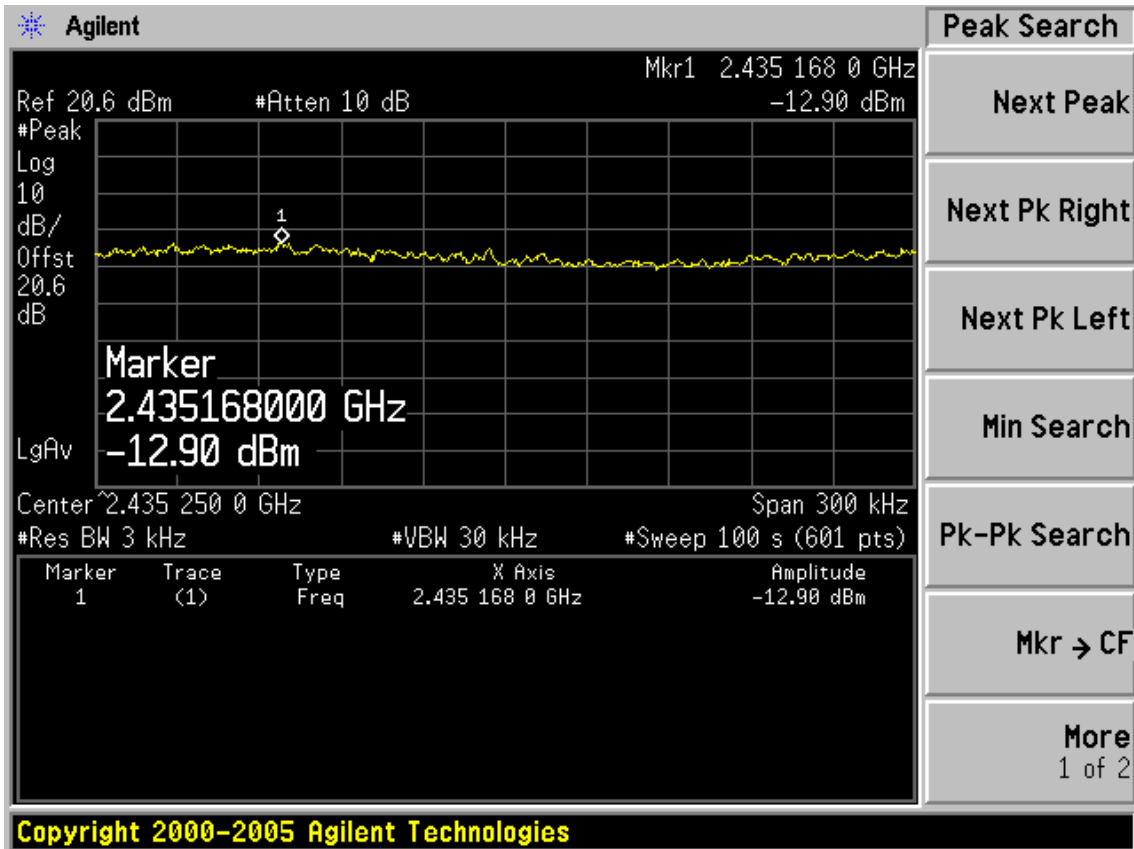 Agilent
Peak Search
Mkr1 2.435 168 0 GHz
Ref 20.6 dBm #Atten 10 dB -12.90 dBm
#Peak
Log
10
dB/
Offst
20.6
dB
1
Marker
2.435168000 GHz
-12.90 dBm
LgAv
Center ^2.435 250 0 GHz Span 300 kHz
#Res BW 3 kHz #VBW 30 kHz #Sweep 100 s (601 pts)
Marker Trace Type X Axis Amplitude
1 (1) Freq 2.435 168 0 GHz -12.90 dBm
Next Peak
Next Pk Right
Next Pk Left
Min Search
Pk-Pk Search
Mkr → CF
More
1 of 2
Copyright 2000-2005 Agilent Technologies